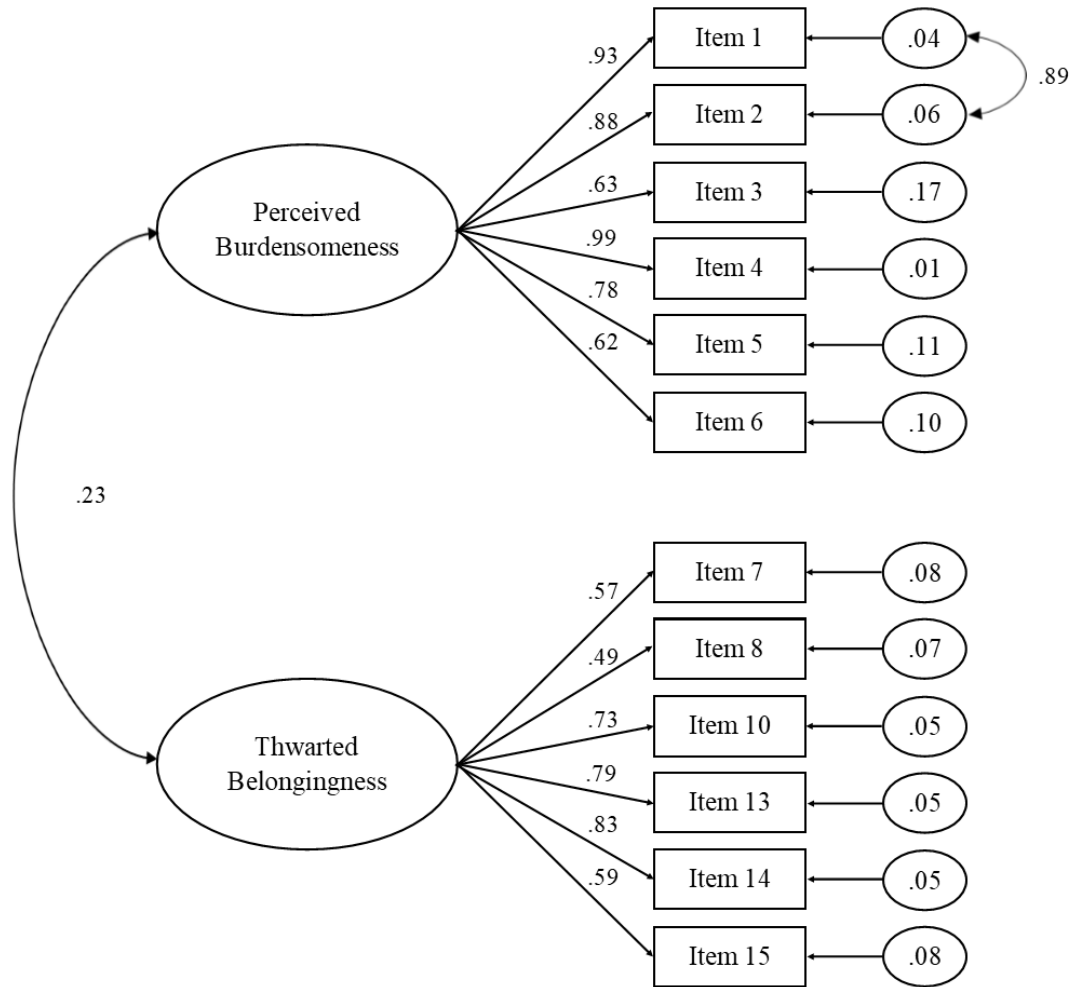 Item 1
.04
.93
.89
Item 2
.06
.88
Item 3
.17
.63
Perceived
Burdensomeness
.99
Item 4
.01
.78
Item 5
.11
.62
Item 6
.10
.23
Item 7
.08
.57
Item 8
.07
.49
.73
Item 10
.05
Thwarted
Belongingness
.79
Item 13
.05
.83
Item 14
.05
.59
Item 15
.08